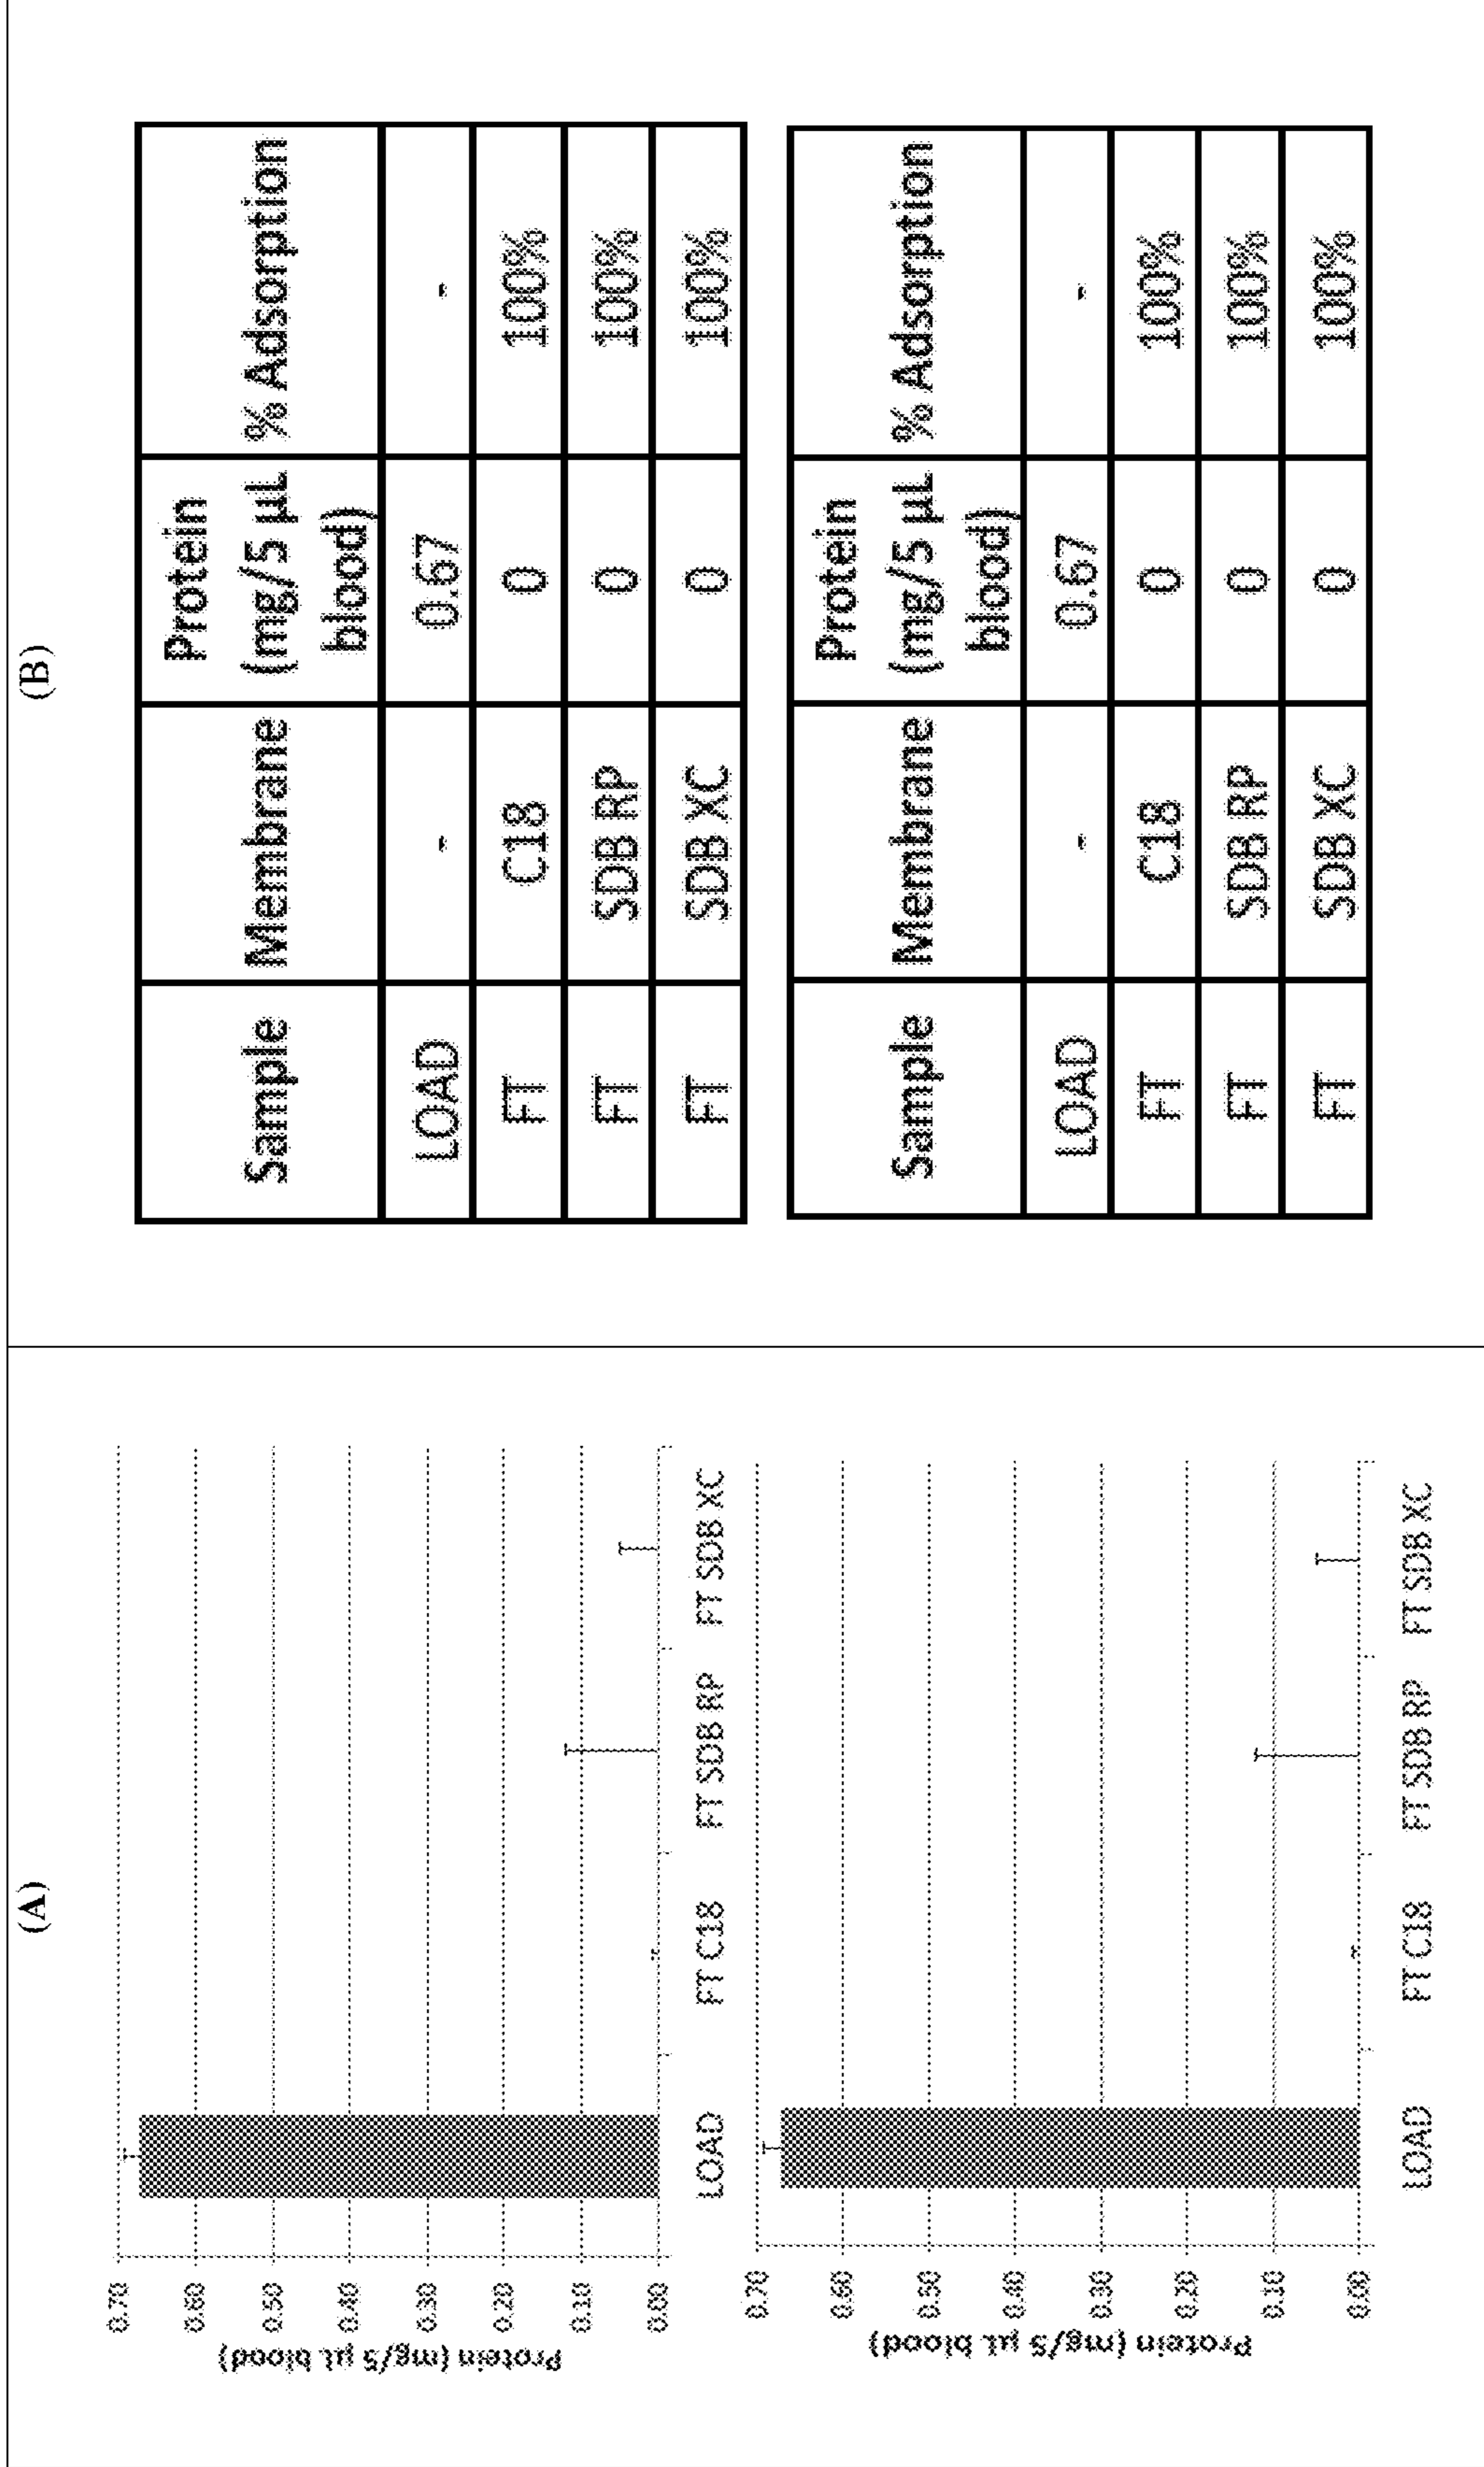 (A)
0.70
0.60
0.50
0.40
0.30
0.20
0.10
0.00
Protein (mg/5 µL blood)
LOAD FT C18 FT SDB RP FT SDB XC
0.70
0.60
0.50
0.40
0.30
0.20
0.10
0.00
Protein (mg/5 µL blood)
LOAD FT C18 FT SDB RP FT SDB XC
(B)
Sample Membrane Protein (mg/5 µL blood) % Adsorption
LOAD - 0.67 -
FT C18 0 100%
FT SDB RP 0 100%
FT SDB XC 0 100%
Sample Membrane Protein (mg/5 µL blood) % Adsorption
LOAD - 0.67 -
FT C18 0 100%
FT SDB RP 0 100%
FT SDB XC 0 100%